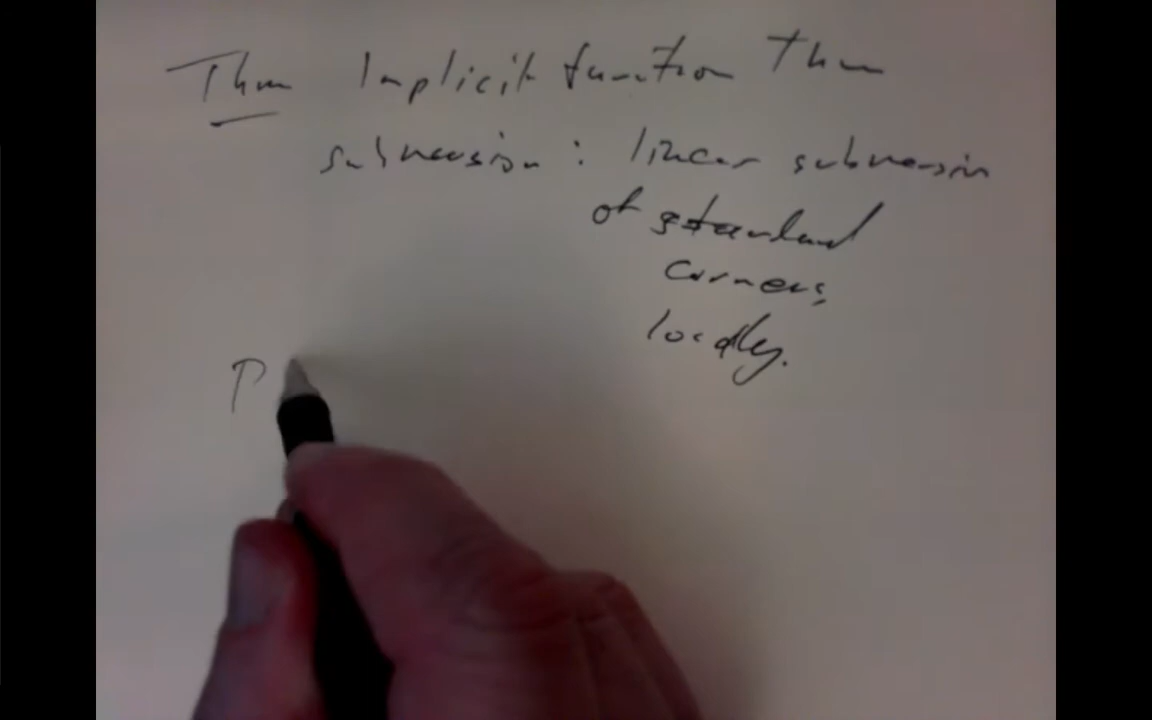 Thm Implicit function Thm
submersion : linear submersion
of standard
corners,
locally.
P